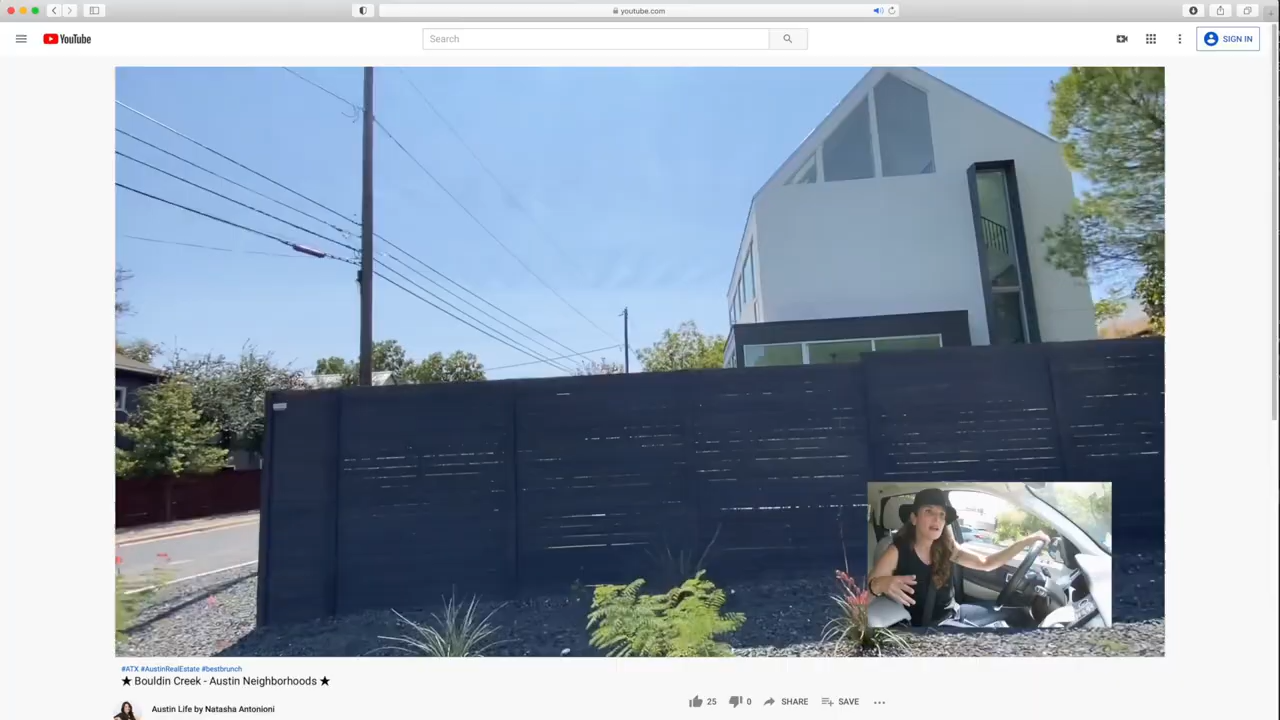 youtube.com
YouTube
Search
SIGN IN
#ATX #AustinRealEstate #bestbrunch
★ Bouldin Creek - Austin Neighborhoods ★
Austin Life by Natasha Antonioni
25
0
SHARE
SAVE